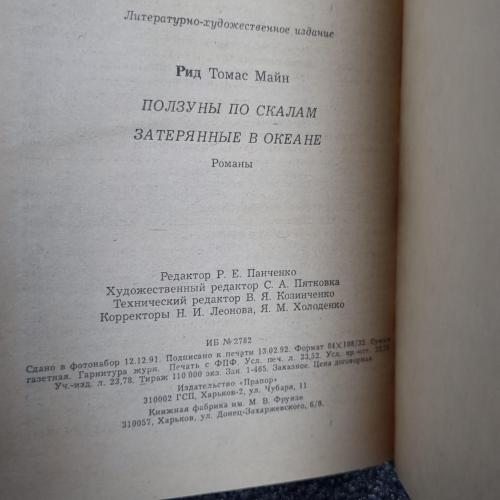 Литературно-художественное издание
Рид Томас Майн
ПОЛЗУНЫ ПО СКАЛАМ
ЗАТЕРЯННЫЕ В ОКЕАНЕ
Романы
Редактор Р. Е. Панченко
Художественный редактор С. А. Пятковка
Технический редактор В. Я. Козинченко
Корректоры Н. И. Леонова, Я. М. Холоденко
ИБ № 2782
Сдано в фотонабор 12.12.91. Подписано к печати 13.02.92. Формат 84×108/32. Бумага
газетная. Гарнитура журн. Печать с ФПФ. Усл. печ. л. 23,52. Усл. кр.-отт.
Уч.-изд. л. 23,78. Тираж 110 000 экз. Зак. 1-465. Заказное. Цена договорная
Издательство «Прапор»
310002 ГСП, Харьков-2, ул. Чубаря, 11
Книжная фабрика им. М. В. Фрунзе
310057, Харьков, ул. Донец-Захаржевского, 6/8.